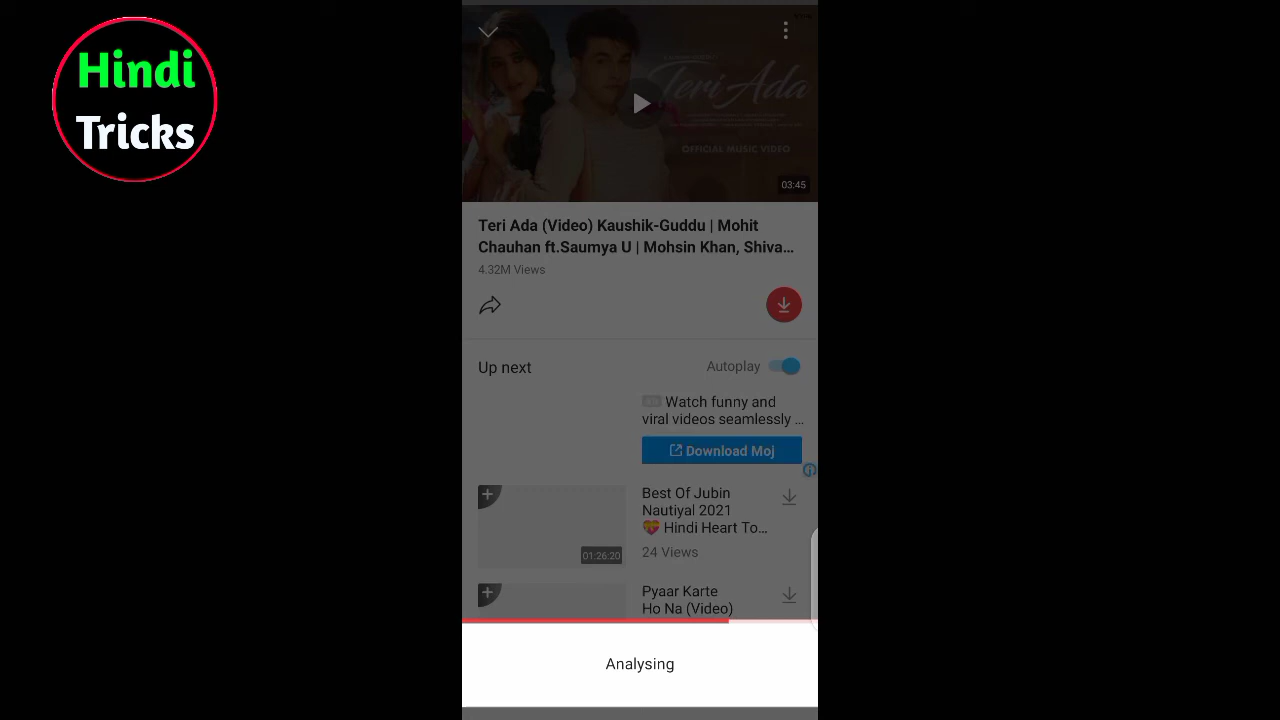 Hindi
Tricks
Teri Ada
OFFICIAL MUSIC VIDEO
03:45
Teri Ada (Video) Kaushik-Guddu | Mohit
Chauhan ft.Saumya U | Mohsin Khan, Shiva...
4.32M Views
Up next
Autoplay
Watch funny and
viral videos seamlessly ...
Download Moj
Best Of Jubin
Nautiyal 2021
💝 Hindi Heart To...
24 Views
01:26:20
Pyaar Karte
Ho Na (Video)
Analysing